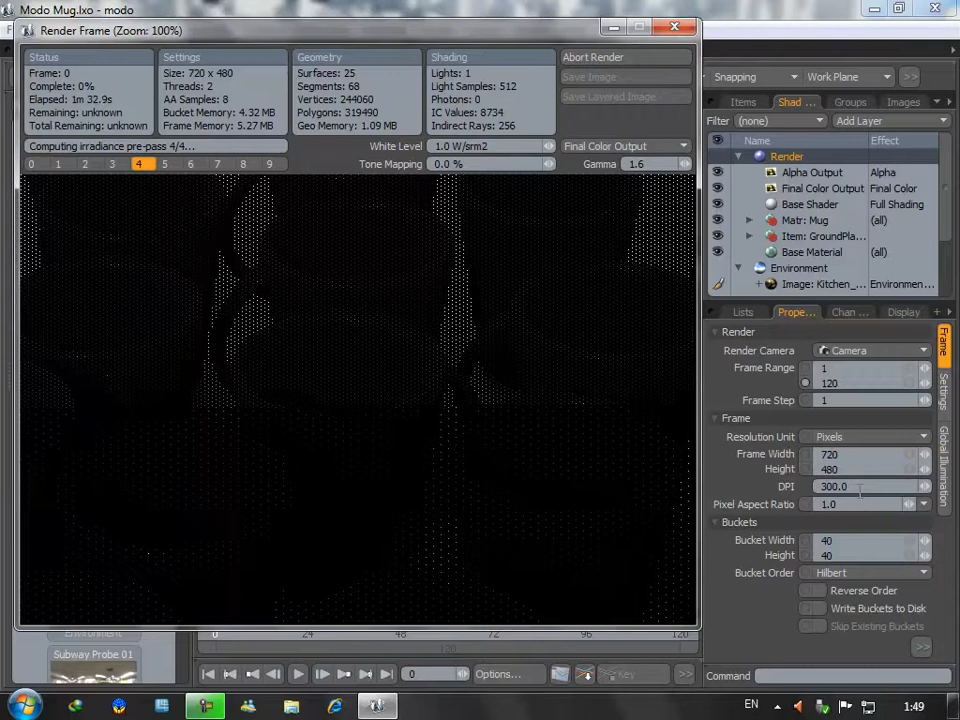 Modo Mug.lxo - modo
Render Frame (Zoom: 100%)
Status
Frame: 0
Complete: 0%
Elapsed: 1m 32.9s
Remaining: unknown
Total Remaining: unknown
Settings
Size: 720 x 480
Threads: 2
AA Samples: 8
Bucket Memory: 4.32 MB
Frame Memory: 5.27 MB
Geometry
Surfaces: 25
Segments: 68
Vertices: 244060
Polygons: 319490
Geo Memory: 1.09 MB
Shading
Lights: 1
Light Samples: 512
Photons: 0
IC Values: 8734
Indirect Rays: 256
Abort Render
Save Image...
Save Layered Image...
Computing irradiance pre-pass 4/4...
White Level 1.0 W/srm2
Final Color Output
0 1 2 3 4 5 6 7 8 9
Tone Mapping 0.0 %
Gamma 1.6
Snapping
Work Plane
>>
Items
Shad ...
Groups
Images
Filter (none)
Add Layer
Name
Effect
Render
Alpha Output Alpha
Final Color Output Final Color
Base Shader Full Shading
Matr: Mug (all)
Item: GroundPla...
Base Material (all)
Environment
Image: Kitchen_... Environmen...
Lists
Prope...
Chan ...
Display
+
Render
Render Camera Camera
Frame Range 1
120
Frame Step 1
Frame
Resolution Unit Pixels
Frame Width 720
Height 480
DPI 300.0
Pixel Aspect Ratio 1.0
Buckets
Bucket Width 40
Height 40
Bucket Order Hilbert
Reverse Order
Write Buckets to Disk
Skip Existing Buckets
>>
Frame
Settings
Global Illumination
Environment
Subway Probe 01
0 24 48 72 96 120
120
0
Options...
Key
>>
Command
EN
1:49